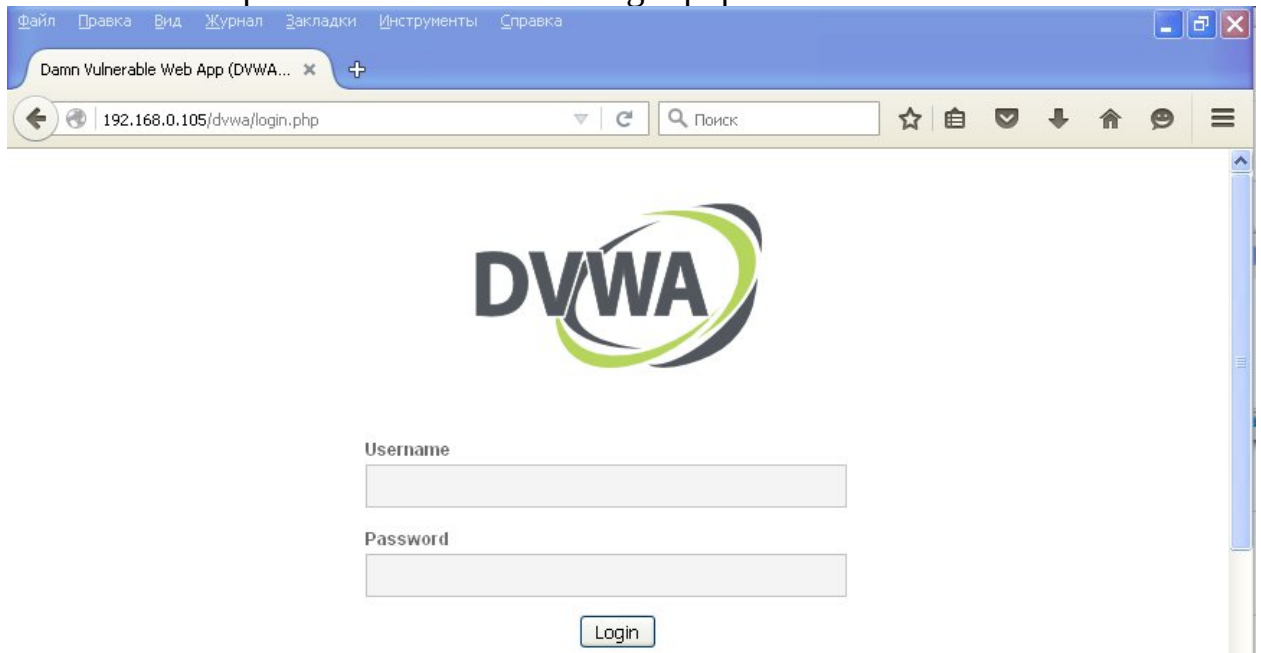 Файл Правка Вид Журнал Закладки Инструменты Справка
Damn Vulnerable Web App (DVWA...
192.168.0.105/dvwa/login.php
Поиск
DVWA
Username
Password
Login